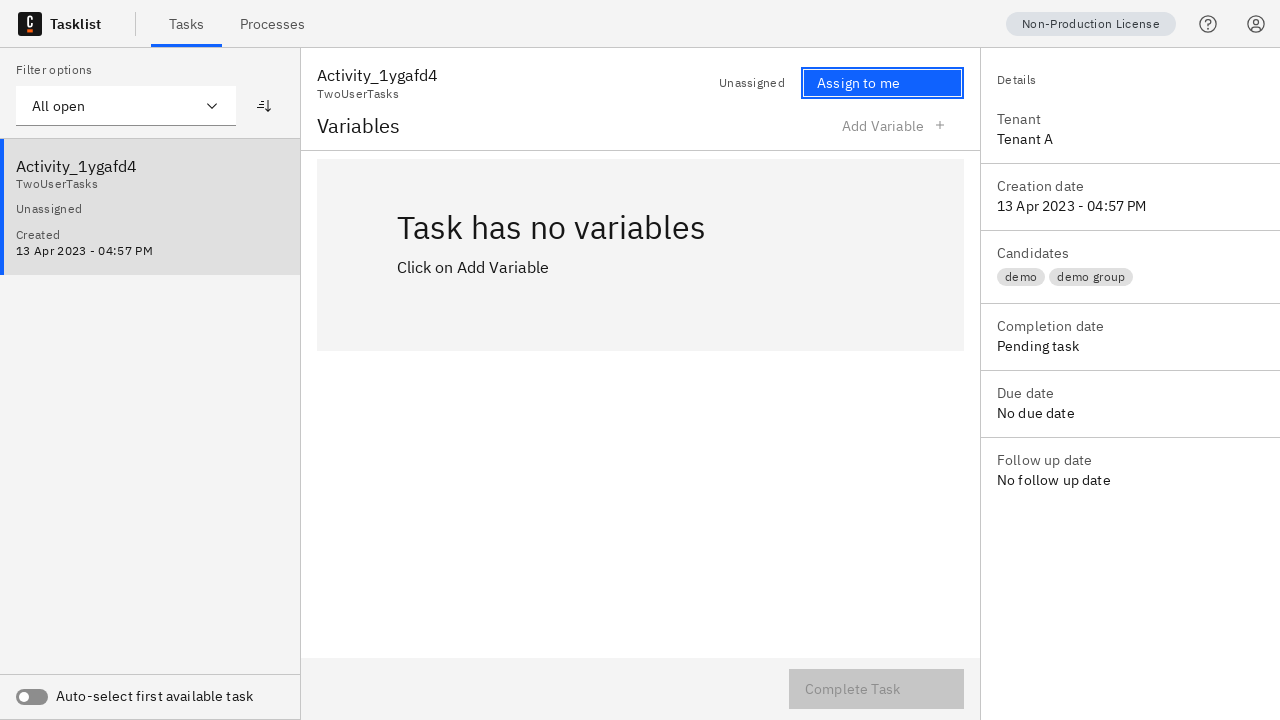 Tasklist
Tasks
Processes
Non-Production License
Filter options
All open
Activity_1ygafd4
TwoUserTasks
Unassigned
Created
13 Apr 2023 - 04:57 PM
Auto-select first available task
Activity_1ygafd4
TwoUserTasks
Unassigned
Assign to me
Variables
Add Variable
Task has no variables
Click on Add Variable
Complete Task
Details
Tenant
Tenant A
Creation date
13 Apr 2023 - 04:57 PM
Candidates
demo
demo group
Completion date
Pending task
Due date
No due date
Follow up date
No follow up date